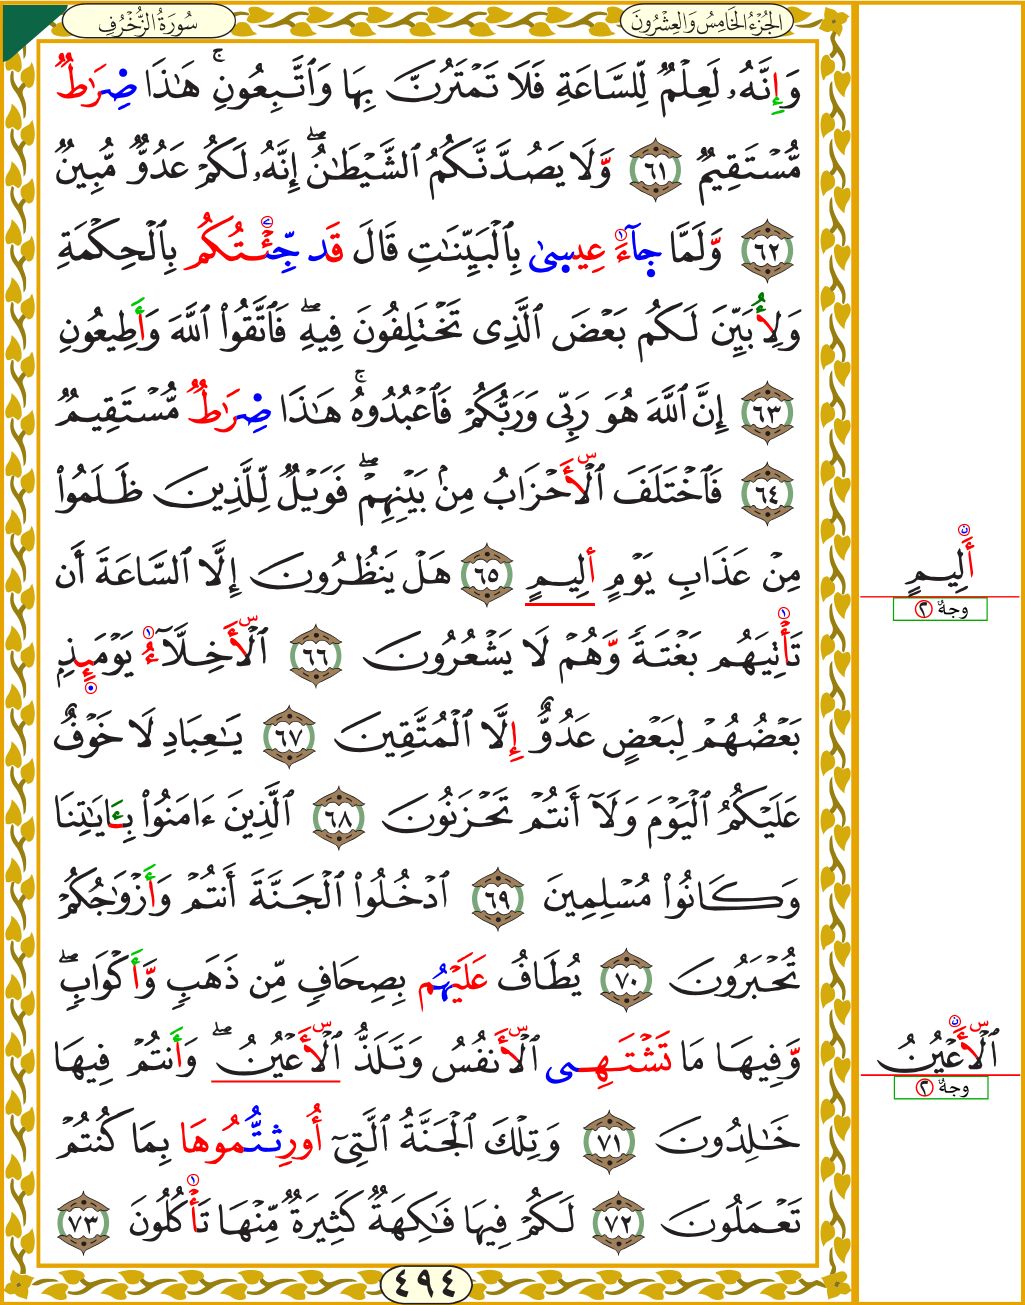 سُورَةُ الزُّخْرُفِ
الجُزْءُ الخَامِسُ وَالعِشْرُونَ
وَإِنَّهُۥ لَعِلْمٌ لِّلسَّاعَةِ فَلَا تَمْتَرُنَّ بِهَا وَٱتَّبِعُونِۚ هَٰذَا صِرَٰطٌ
مُّسْتَقِيمٌ ٦١ وَّلَا يَصُدَّنَّكُمُ ٱلشَّيْطَٰنُۖ إِنَّهُۥ لَكُمْ عَدُوٌّ مُّبِينٌ
٦٢ وَّلَمَّا جَآءَ عِيسىٰ بِٱلْبَيِّنَٰتِ قَالَ قَد جِّئْتُكُمُ بِٱلْحِكْمَةِ
وَلِأُبَيِّنَ لَكُم بَعْضَ ٱلَّذِى تَخْتَلِفُونَ فِيهِۖ فَٱتَّقُوا۟ ٱللَّهَ وَأَطِيعُونِ
٦٣ إِنَّ ٱللَّهَ هُوَ رَبِّى وَرَبُّكُمْ فَٱعْبُدُوهُۚ هَٰذَا صِرَٰطٌ مُّسْتَقِيمٌ
٦٤ فَٱخْتَلَفَ ٱلْأَحْزَابُ مِنۢ بَيْنِهِمْۖ فَوَيْلٌ لِّلَّذِينَ ظَلَمُوا۟
مِنْ عَذَابِ يَوْمٍ أَلِيمٍ ٦٥ هَلْ يَنظُرُونَ إِلَّا ٱلسَّاعَةَ أَن
تَأْتِيَهُم بَغْتَةً وَّهُمْ لَا يَشْعُرُونَ ٦٦ ٱلْأَخِلَّآءُ يَوْمَئِذِۭ
بَعْضُهُمْ لِبَعْضٍ عَدُوٌّ إِلَّا ٱلْمُتَّقِينَ ٦٧ يَٰعِبَادِ لَا خَوْفٌ
عَلَيْكُمُ ٱلْيَوْمَ وَلَآ أَنتُمْ تَحْزَنُونَ ٦٨ ٱلَّذِينَ ءَامَنُوا۟ بِـَٔايَٰتِنَا
وَكَانُوا۟ مُسْلِمِينَ ٦٩ ٱدْخُلُوا۟ ٱلْجَنَّةَ أَنتُمْ وَأَزْوَٰجُكُمْ
تُحْبَرُونَ ٧٠ يُطَافُ عَلَيْهُم بِصِحَافٍ مِّن ذَهَبٍ وَّأَكْوَابٍۖ
وَّفِيهَا مَا تَشْتَهِى ٱلْأَنفُسُ وَتَلَذُّ ٱلْأَعْيُنُۖ وَأَنتُمْ فِيهَا
خَٰلِدُونَ ٧١ وَتِلْكَ ٱلْجَنَّةُ ٱلَّتِىٓ أُورِثتُّمُوهَا بِمَا كُنتُمْ
تَعْمَلُونَ ٧٢ لَكُمْ فِيهَا فَٰكِهَةٌ كَثِيرَةٌ مِّنْهَا تَأْكُلُونَ ٧٣
٤٩٤
أَلِيمٍ
وجهٌ ٢
ٱلْأَعْيُنُ
وجهٌ ٢